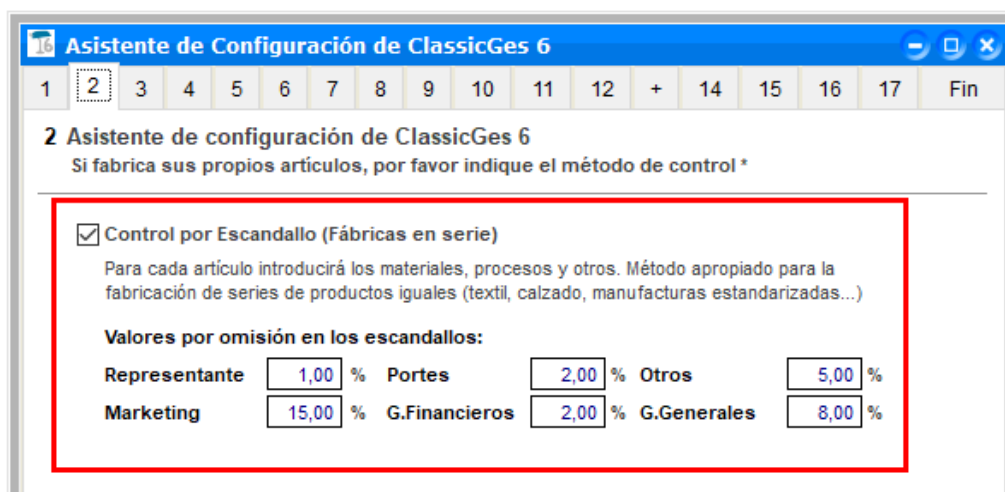 T6 Asistente de Configuración de ClassicGes 6
1 2 3 4 5 6 7 8 9 10 11 12 + 14 15 16 17 Fin
2 Asistente de configuración de ClassicGes 6
Si fabrica sus propios artículos, por favor indique el método de control *
Control por Escandallo (Fábricas en serie)
Para cada artículo introducirá los materiales, procesos y otros. Método apropiado para la
fabricación de series de productos iguales (textil, calzado, manufacturas estandarizadas...)
Valores por omisión en los escandallos:
Representante 1,00 % Portes 2,00 % Otros 5,00 %
Marketing 15,00 % G.Financieros 2,00 % G.Generales 8,00 %